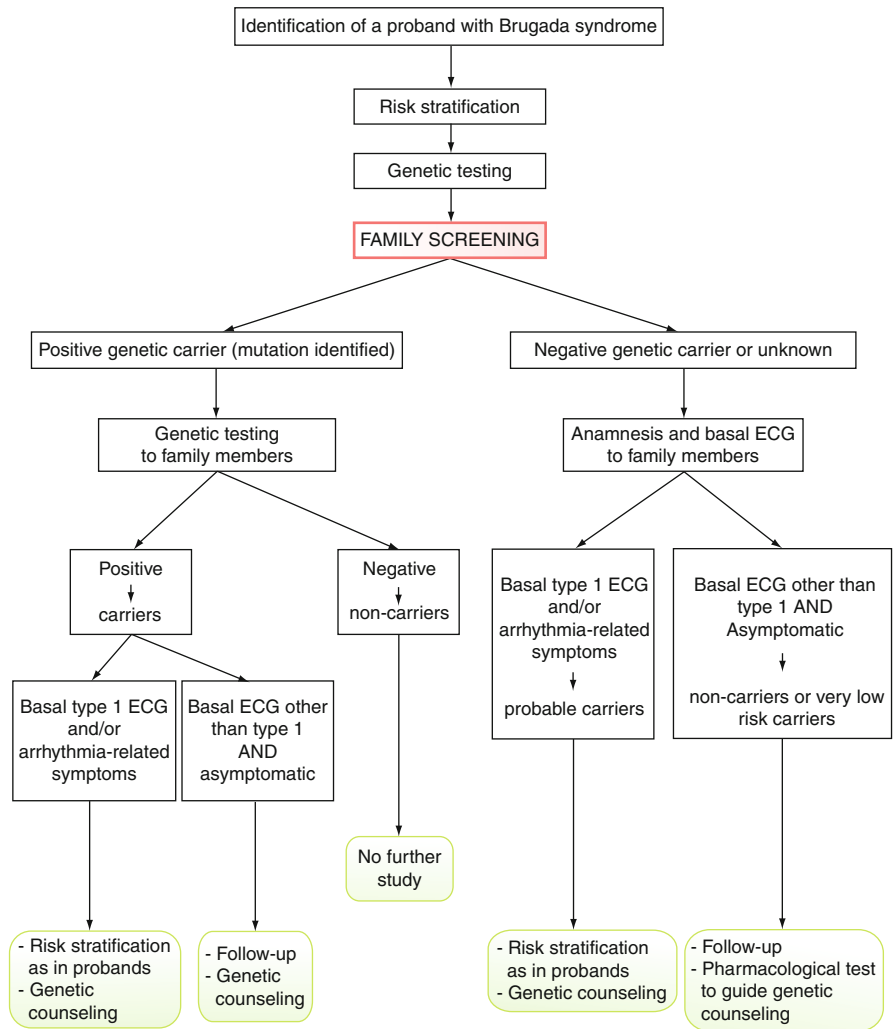 Identification of a proband with Brugada syndrome
Risk stratification
Genetic testing
FAMILY SCREENING
Positive genetic carrier (mutation identified)
Negative genetic carrier or unknown
Genetic testing
to family members
Anamnesis and basal ECG
to family members
Positive
carriers
Negative
non-carriers
Basal type 1 ECG
and/or
arrhythmia-related
symptoms
probable carriers
Basal ECG other than
type 1 AND
Asymptomatic
non-carriers or very low
risk carriers
Basal type 1 ECG
and/or
arrhythmia-related
symptoms
Basal ECG other
than type 1
AND
asymptomatic
No further
study
- Risk stratification
as in probands
- Genetic counseling
- Follow-up
- Genetic
counseling
- Risk stratification
as in probands
- Genetic counseling
- Follow-up
- Pharmacological test
to guide genetic
counseling